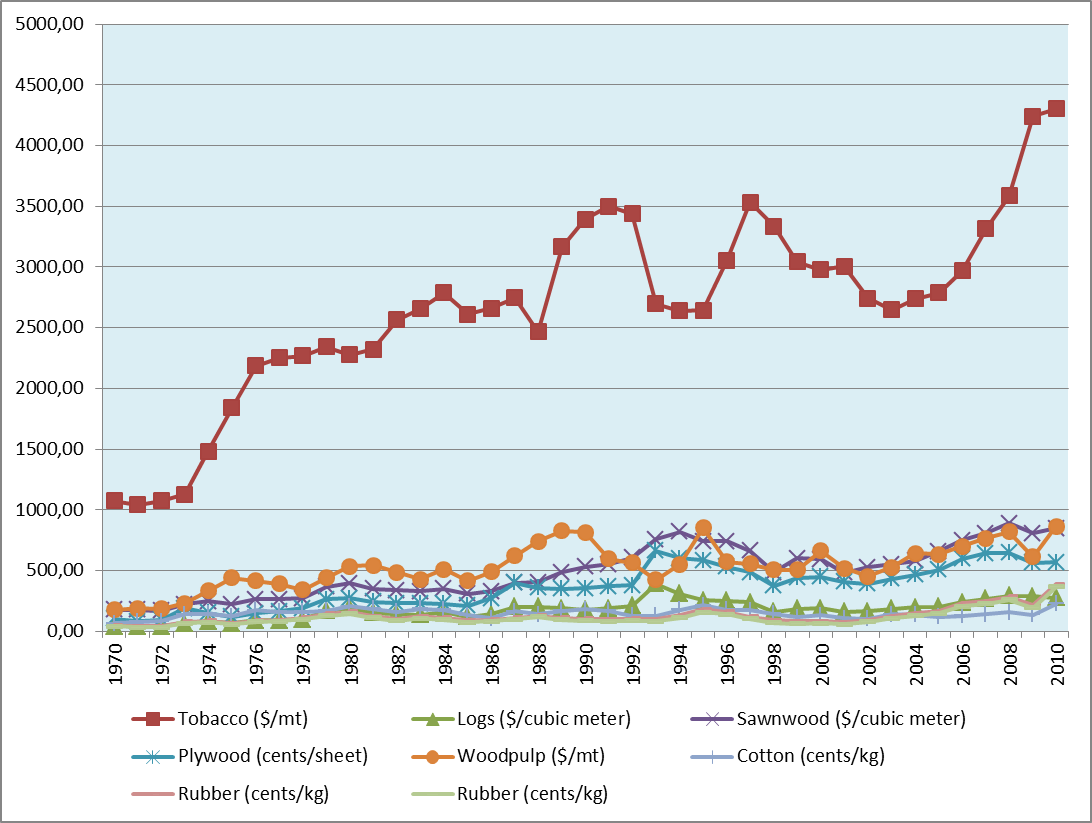 5000,00
4500,00
4000,00
3500,00
3000,00
2500,00
2000,00
1500,00
1000,00
500,00
0,00
1970 1972 1974 1976 1978 1980 1982 1984 1986 1988 1990 1992 1994 1996 1998 2000 2002 2004 2006 2008 2010
Tobacco ($/mt) Logs ($/cubic meter) Sawnwood ($/cubic meter)
Plywood (cents/sheet) Woodpulp ($/mt) Cotton (cents/kg)
Rubber (cents/kg) Rubber (cents/kg)